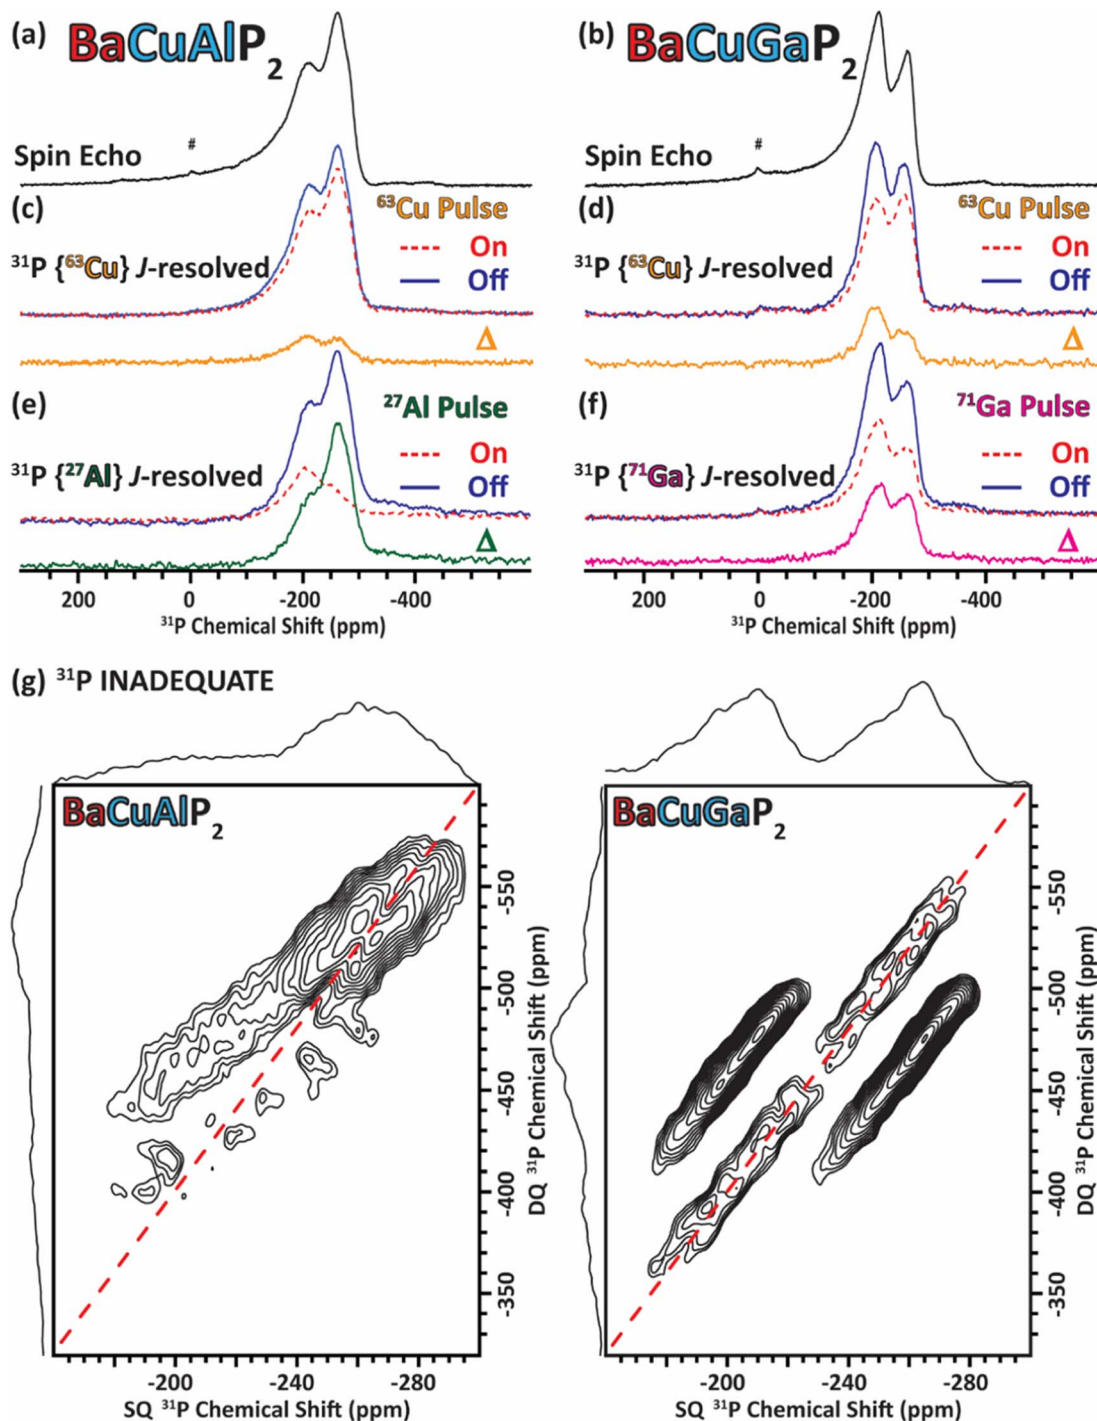 (a) BaCuAlP2
(b) BaCuGaP2
#
#
Spin Echo
Spin Echo
(c)
63Cu Pulse
31P {63Cu} J-resolved
On
Off
Δ
(d)
63Cu Pulse
31P {63Cu} J-resolved
On
Off
Δ
(e)
27Al Pulse
31P {27Al} J-resolved
On
Off
Δ
(f)
71Ga Pulse
31P {71Ga} J-resolved
On
Off
Δ
200 0 -200 -400
31P Chemical Shift (ppm)
200 0 -200 -400
31P Chemical Shift (ppm)
(g) 31P INADEQUATE
BaCuAlP2
-550
-500
-450
-400
-350
DQ 31P Chemical Shift (ppm)
-200 -240 -280
SQ 31P Chemical Shift (ppm)
BaCuGaP2
-550
-500
-450
-400
-350
DQ 31P Chemical Shift (ppm)
-200 -240 -280
SQ 31P Chemical Shift (ppm)